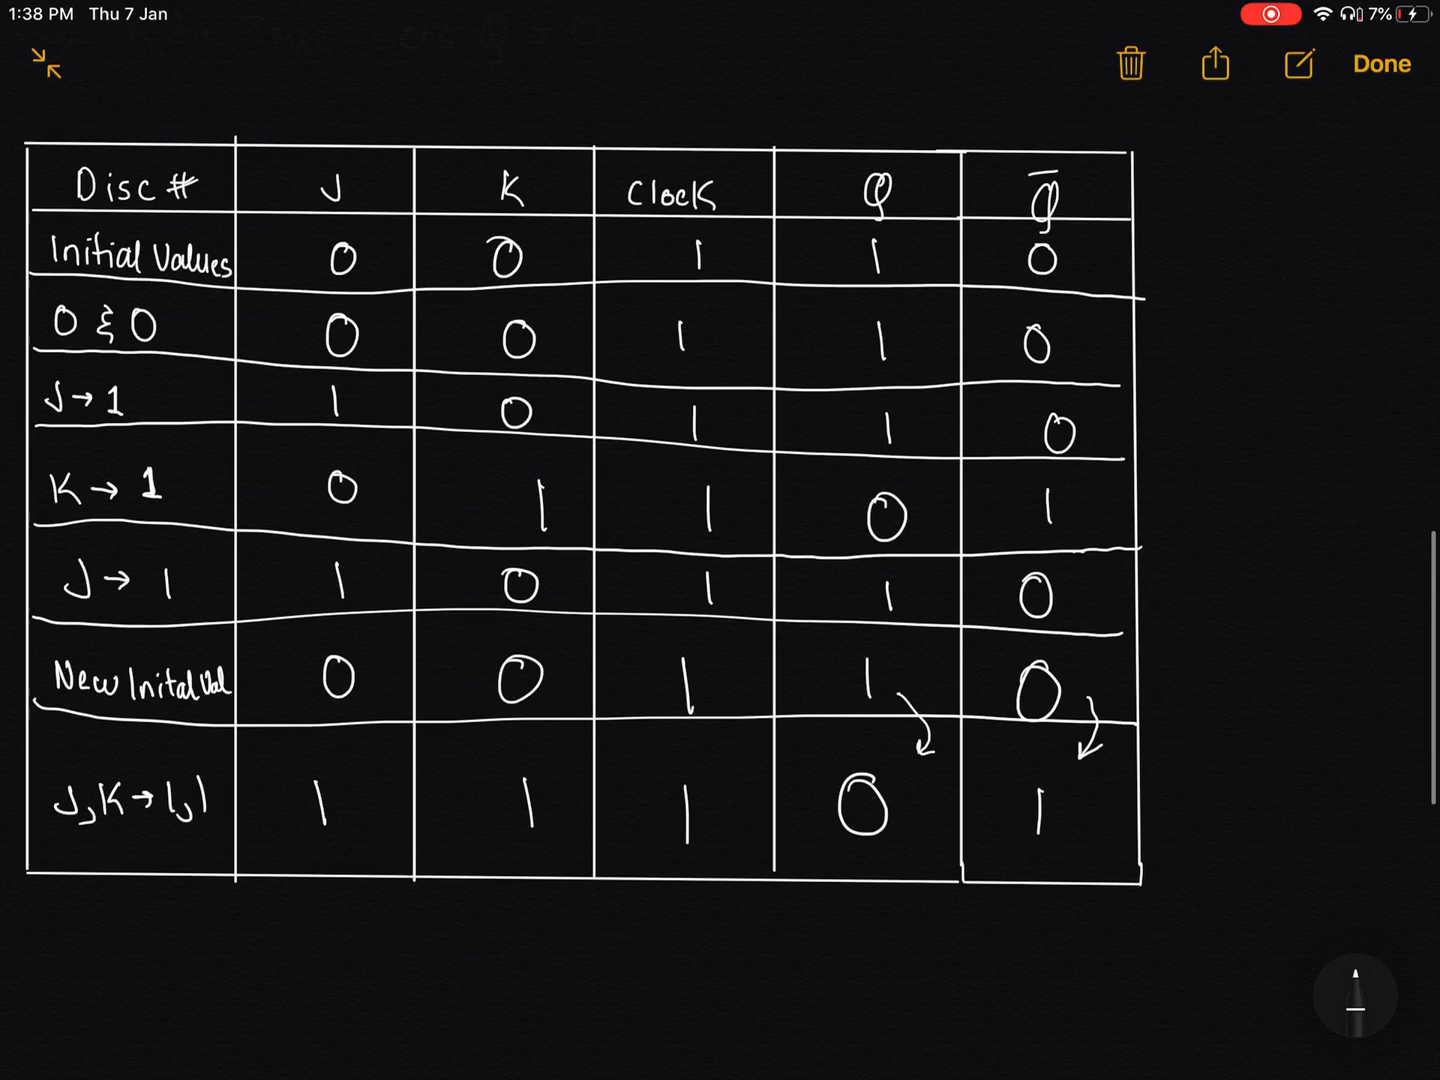 1:38 PM Thu 7 Jan 7%
Done
Disc # J K Clock Q Q̅
Initial Values 0 0 1 1 0
0 & 0 0 0 1 1 0
J → 1 1 0 1 1 0
K → 1 0 1 1 0 1
J → 1 1 0 1 1 0
New Inital Val 0 0 1 1 0
J,K → 1,1 1 1 1 0 1